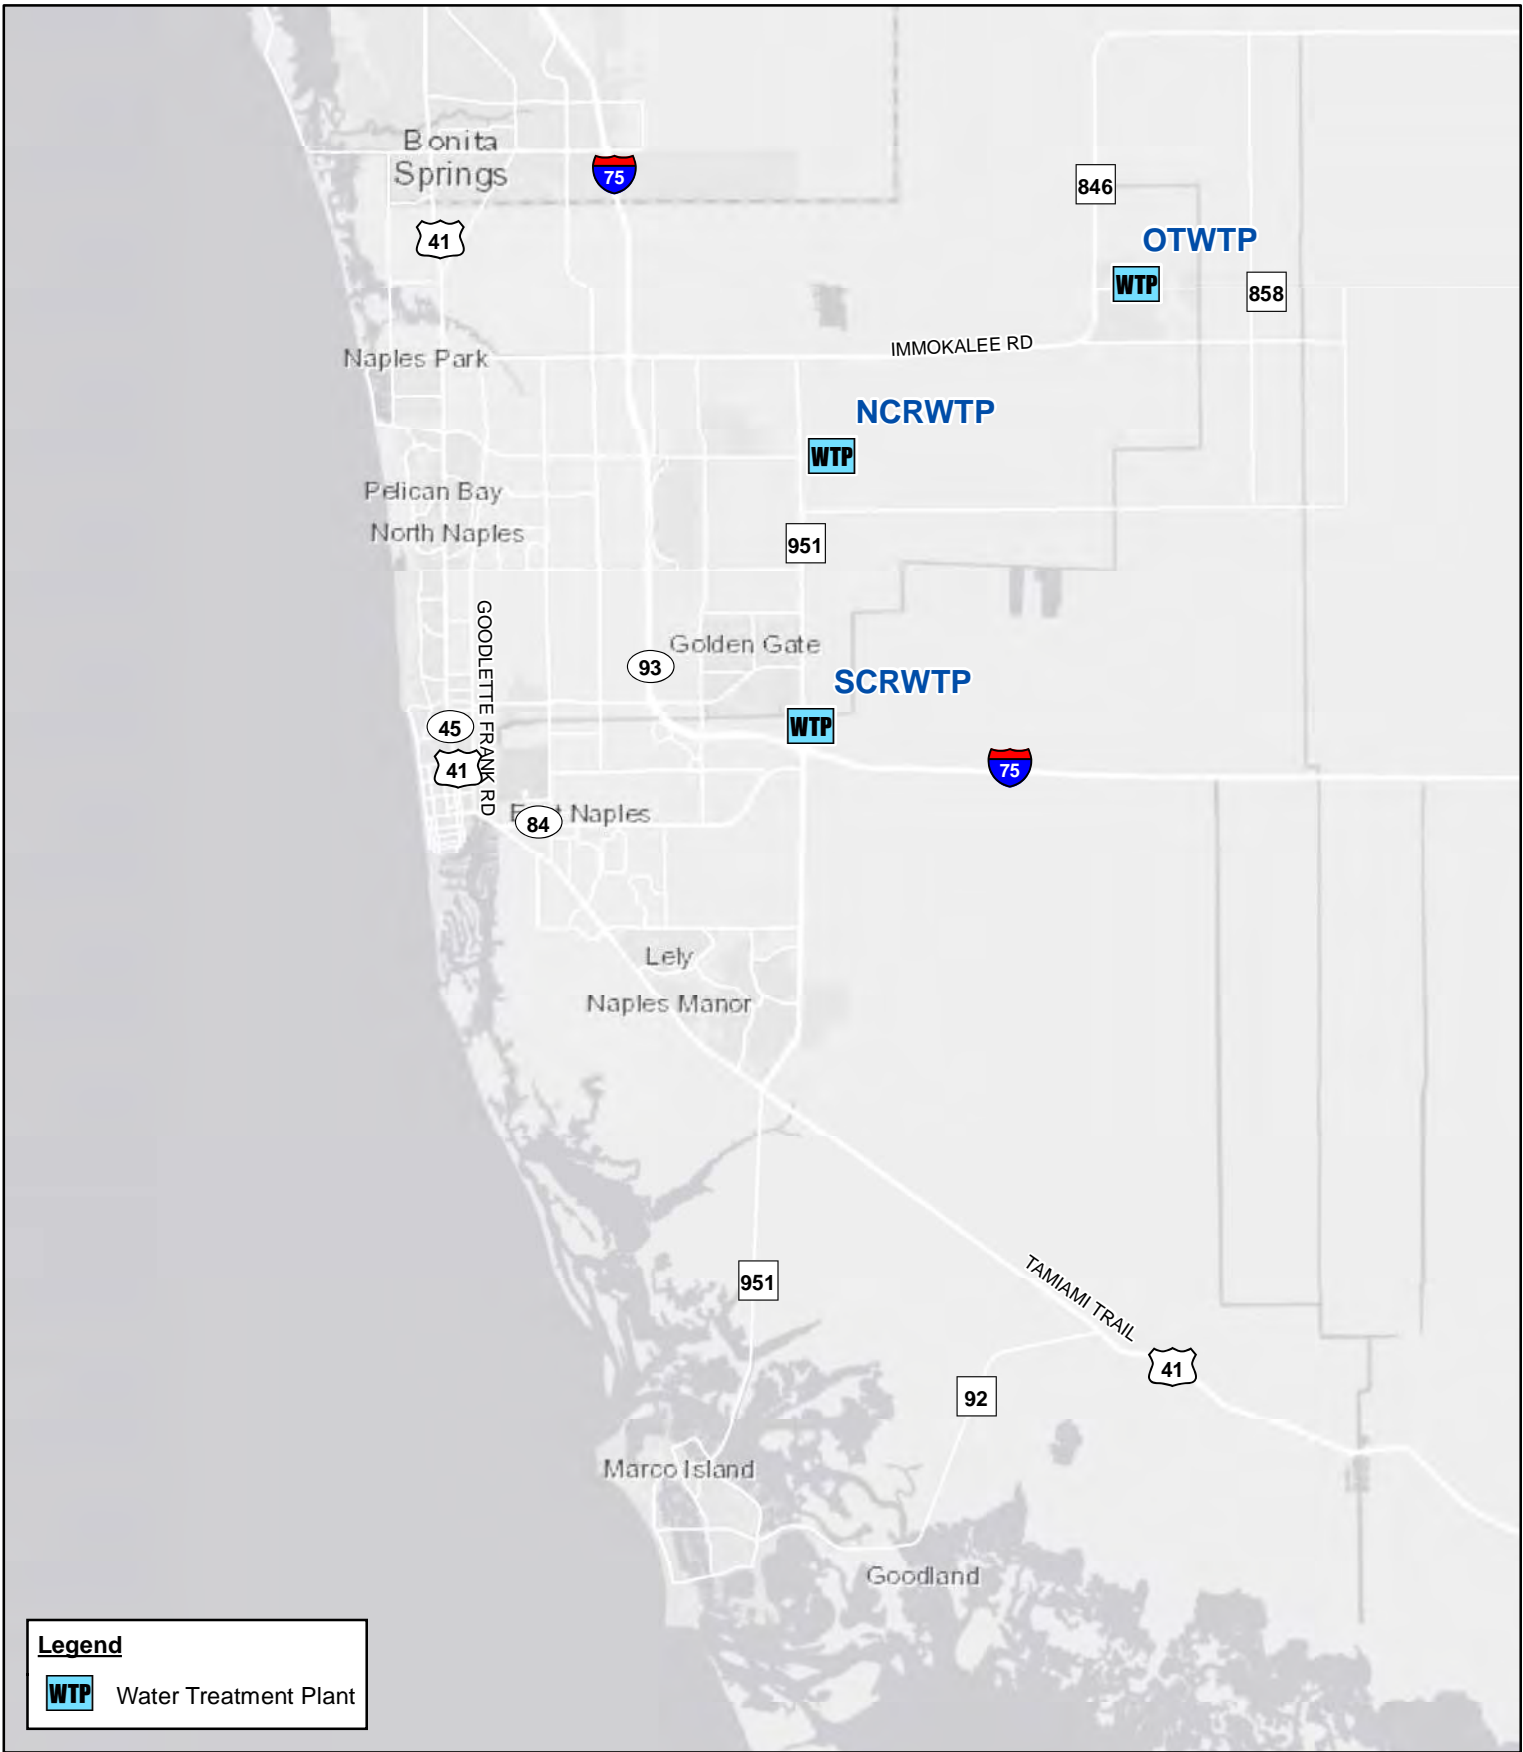 Bonita
Springs
75
846
41
OTWTP
WTP
858
IMMOKALEE RD
Naples Park
NCRWTP
WTP
Pelican Bay
North Naples
951
GOODLETTE FRANK RD
Golden Gate
93
SCRWTP
45
WTP
41
75
Naples
84
Lely
Naples Manor
951
TAMIAMI TRAIL
41
92
Marco Island
Goodland
Legend
WTP Water Treatment Plant